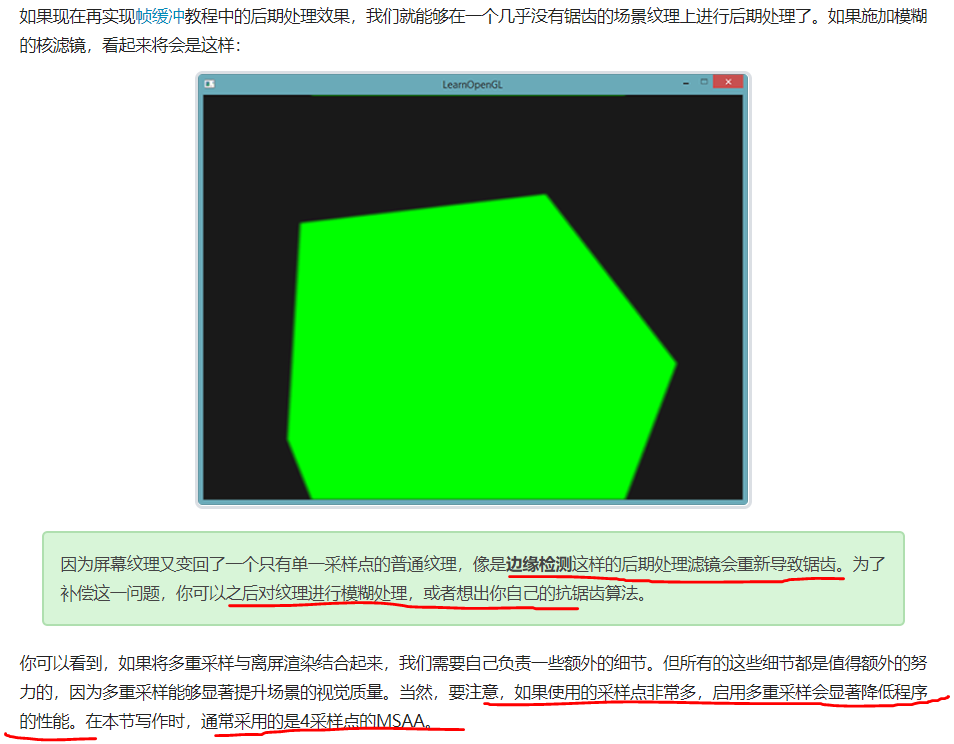 如果现在再实现帧缓冲教程中的后期处理效果，我们就能够在一个几乎没有锯齿的场景纹理上进行后期处理了。如果施加模糊
的核滤镜，看起来将会是这样：
LearnOpenGL
因为屏幕纹理又变回了一个只有单一采样点的普通纹理，像是边缘检测这样的后期处理滤镜会重新导致锯齿。为了
补偿这一问题，你可以之后对纹理进行模糊处理，或者想出你自己的抗锯齿算法。
你可以看到，如果将多重采样与离屏渲染结合起来，我们需要自己负责一些额外的细节。但所有的这些细节都是值得额外的努
力的，因为多重采样能够显著提升场景的视觉质量。当然，要注意，如果使用的采样点非常多，启用多重采样会显著降低程序
的性能。在本节写作时，通常采用的是4采样点的MSAA。